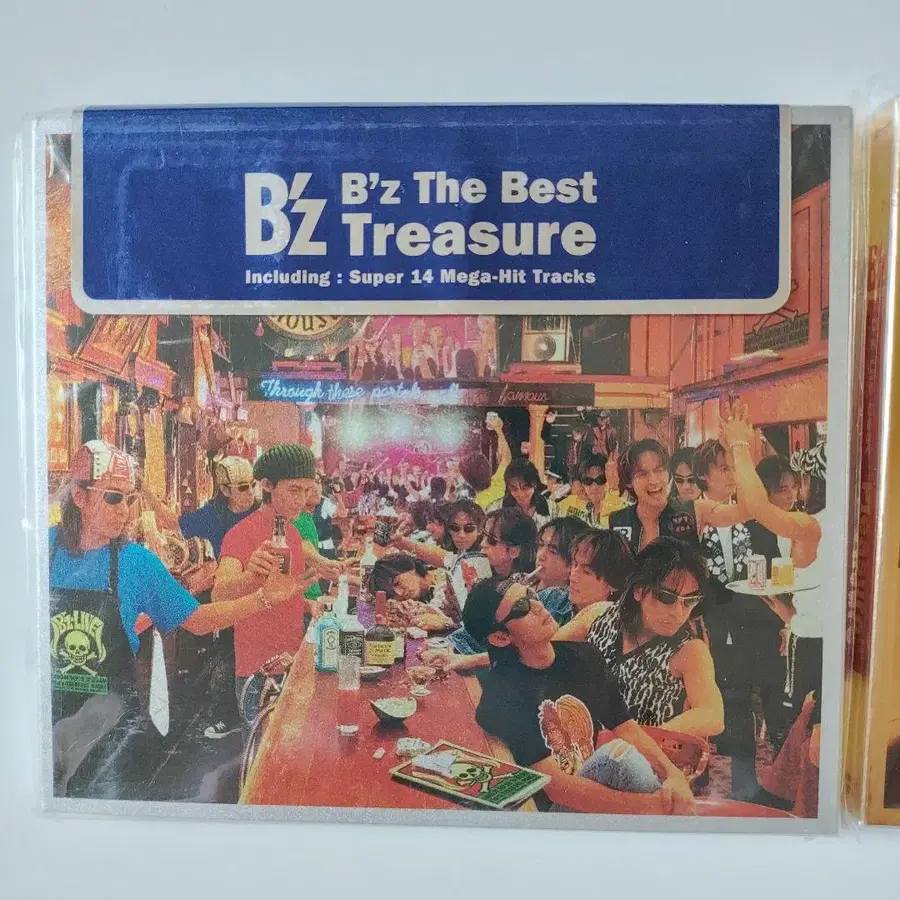 B'z
B'z The Best
Treasure
Including : Super 14 Mega-Hit Tracks
Through these portals
famous
B'z-LIVE